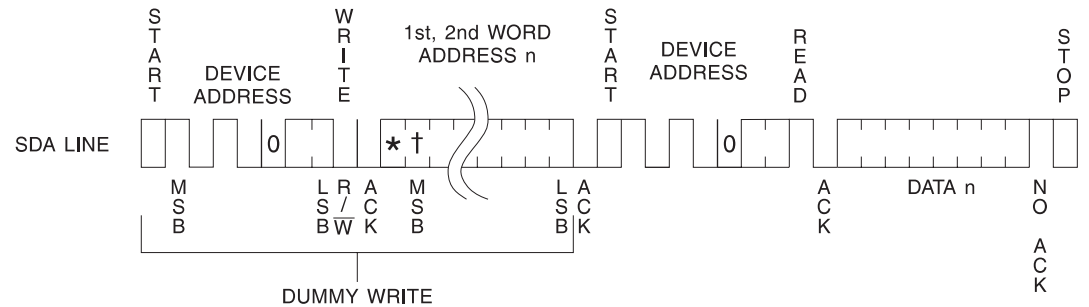 START
WRITE
1st, 2nd WORD
ADDRESS n
START
DEVICE
ADDRESS
READ
STOP
DEVICE
ADDRESS
SDA LINE
0
* †
0
MSB
LSB
R/W
ACK
MSB
LSB
ACK
ACK
DATA n
NO ACK
DUMMY WRITE